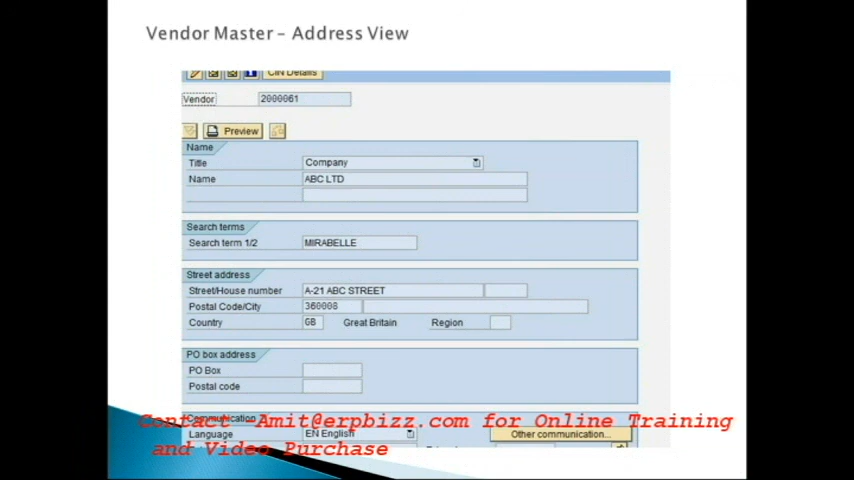 Vendor Master – Address View
CIN Details
Vendor 2000061
Preview
Name
Title Company
Name ABC LTD
Search terms
Search term 1/2 MIRABELLE
Street address
Street/House number A-21 ABC STREET
Postal Code/City 360008
Country GB Great Britain Region
PO box address
PO Box
Postal code
Communication
Contact -Amit@erpbizz.com for Online Training
Language EN English Other communication...
and Video Purchase